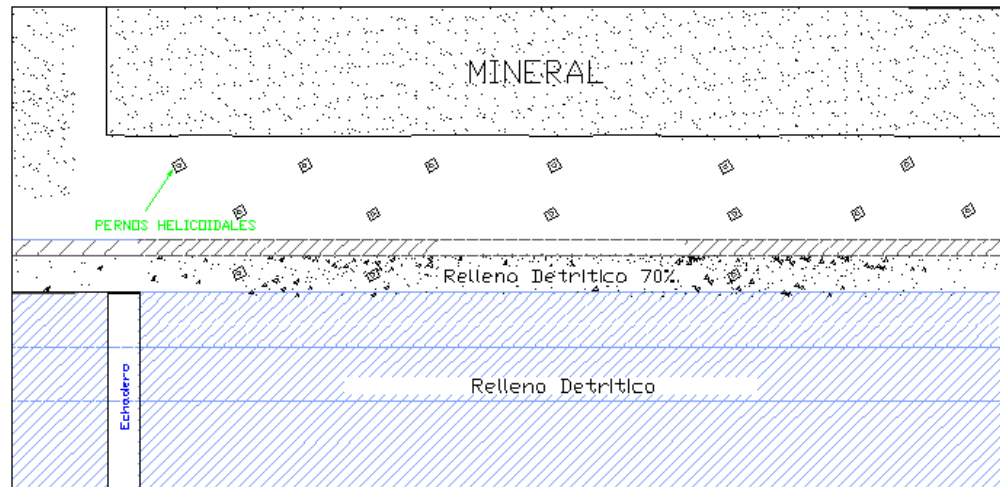 MINERAL
PERNOS HELICOIDALES
Relleno Detritico 70%
Relleno Detritico
Echadero